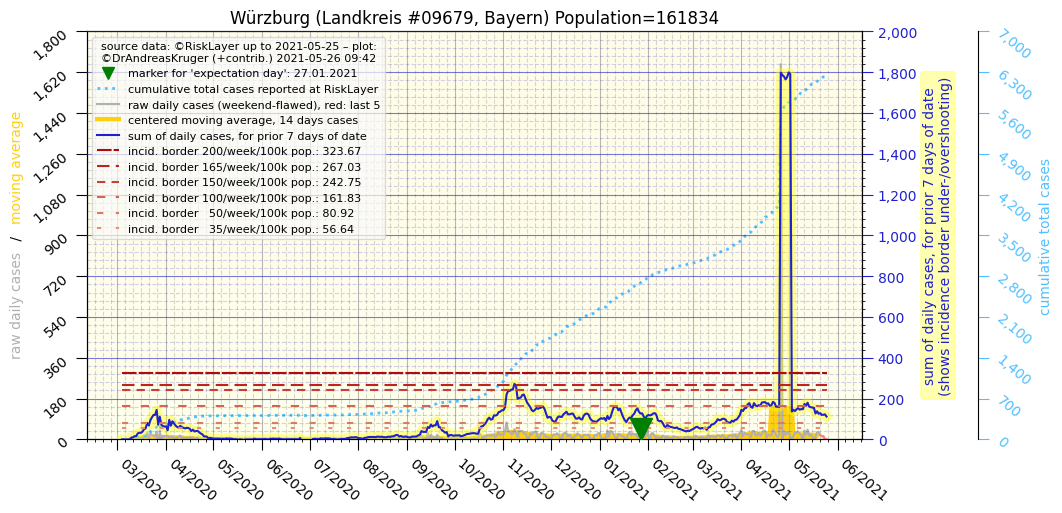 Würzburg (Landkreis #09679, Bayern) Population=161834
source data: ©RiskLayer up to 2021-05-25 – plot:
©DrAndreasKruger (+contrib.) 2021-05-26 09:42
marker for 'expectation day': 27.01.2021
cumulative total cases reported at RiskLayer
raw daily cases (weekend-flawed), red: last 5
centered moving average, 14 days cases
sum of daily cases, for prior 7 days of date
incid. border 200/week/100k pop.: 323.67
incid. border 165/week/100k pop.: 267.03
incid. border 150/week/100k pop.: 242.75
incid. border 100/week/100k pop.: 161.83
incid. border   50/week/100k pop.: 80.92
incid. border   35/week/100k pop.: 56.64
raw daily cases / moving average
1,800
1,620
1,440
1,260
1,080
900
720
540
360
180
0
03/2020
04/2020
05/2020
06/2020
07/2020
08/2020
09/2020
10/2020
11/2020
12/2020
01/2021
02/2021
03/2021
04/2021
05/2021
06/2021
2,000
1,800
1,600
1,400
1,200
1,000
800
600
400
200
0
sum of daily cases, for prior 7 days of date
(shows incidence border under-/overshooting)
7,000
6,300
5,600
4,900
4,200
3,500
2,800
2,100
1,400
700
0
cumulative total cases